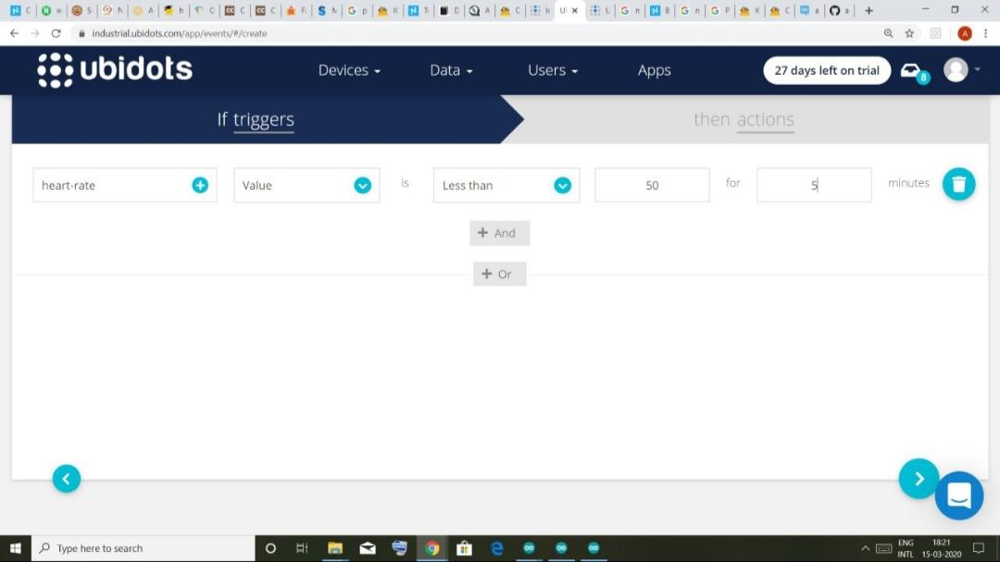 industrial.ubidots.com/app/events/#/create
A
ubidots
Devices
Data
Users
Apps
27 days left on trial
8
If triggers
then actions
heart-rate
Value
is
Less than
50
for
5
minutes
+ And
+ Or
Type here to search
ENG
INTL
18:21
15-03-2020